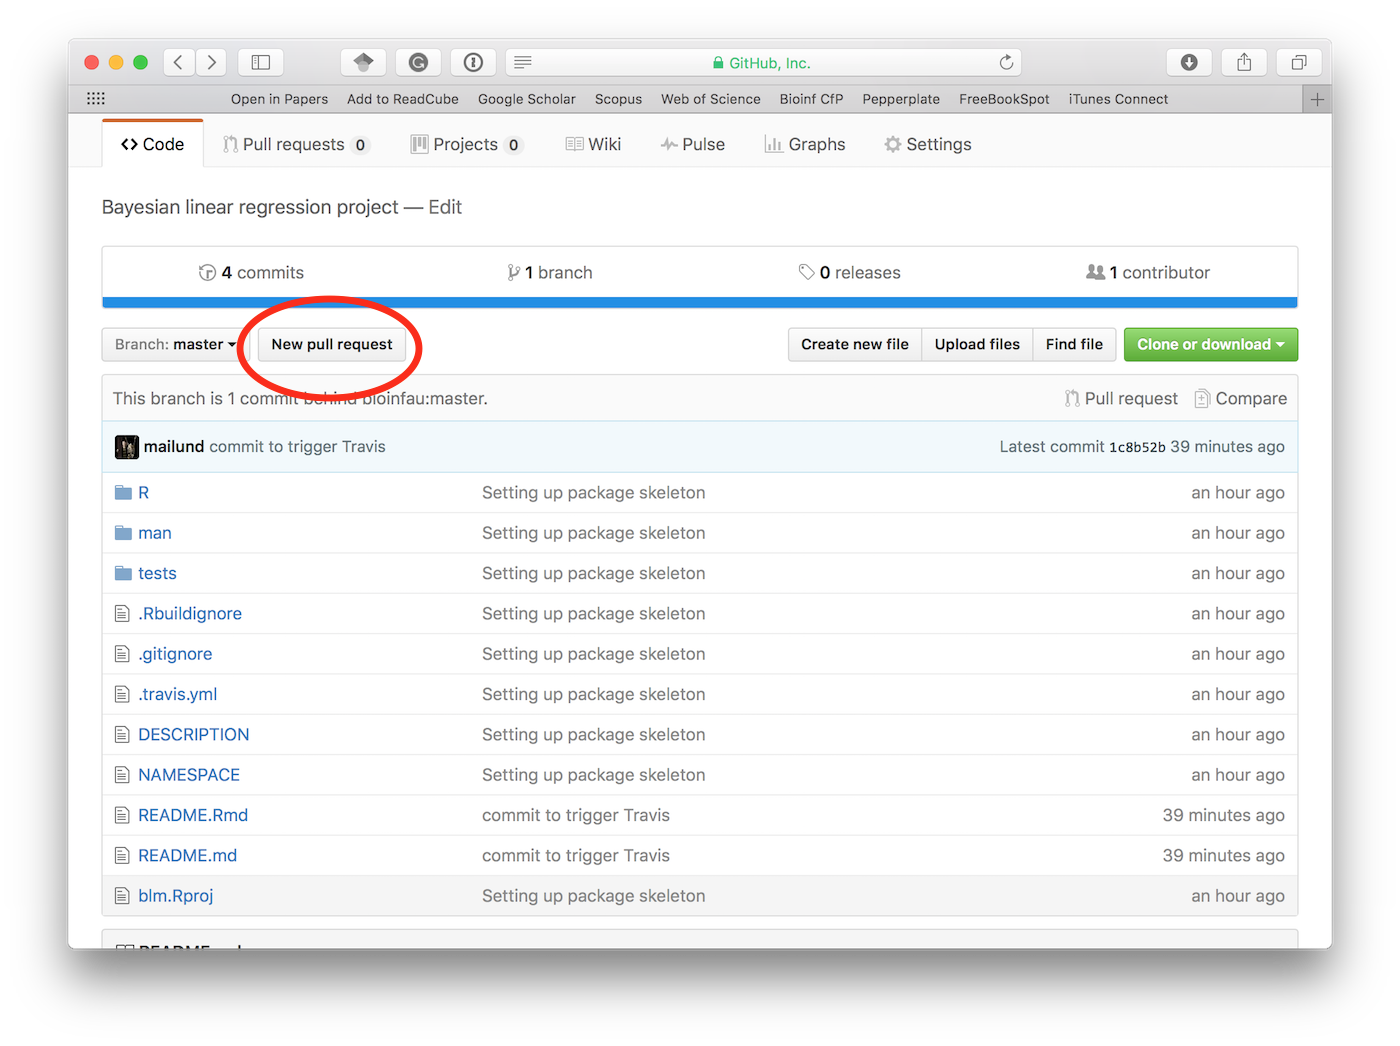 GitHub, Inc.
Open in Papers Add to ReadCube Google Scholar Scopus Web of Science Bioinf CfP Pepperplate FreeBookSpot iTunes Connect
Code Pull requests 0 Projects 0 Wiki Pulse Graphs Settings
Bayesian linear regression project — Edit
4 commits 1 branch 0 releases 1 contributor
Branch: master New pull request Create new file Upload files Find file Clone or download
This branch is 1 commit behind bioinfau:master. Pull request Compare
mailund commit to trigger Travis Latest commit 1c8b52b 39 minutes ago
R Setting up package skeleton an hour ago
man Setting up package skeleton an hour ago
tests Setting up package skeleton an hour ago
.Rbuildignore Setting up package skeleton an hour ago
.gitignore Setting up package skeleton an hour ago
.travis.yml Setting up package skeleton an hour ago
DESCRIPTION Setting up package skeleton an hour ago
NAMESPACE Setting up package skeleton an hour ago
README.Rmd commit to trigger Travis 39 minutes ago
README.md commit to trigger Travis 39 minutes ago
blm.Rproj Setting up package skeleton an hour ago
README.md